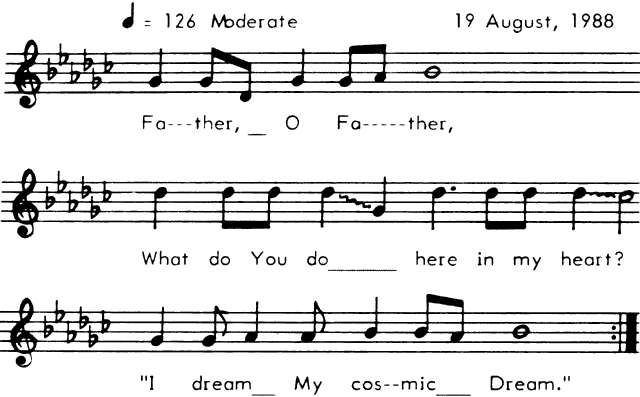 ♩ = 126 Moderate 19 August, 1988
Fa---ther, __ O Fa-----ther,
What do You do______ here in my heart?
"I dream__ My cos--mic___ Dream."